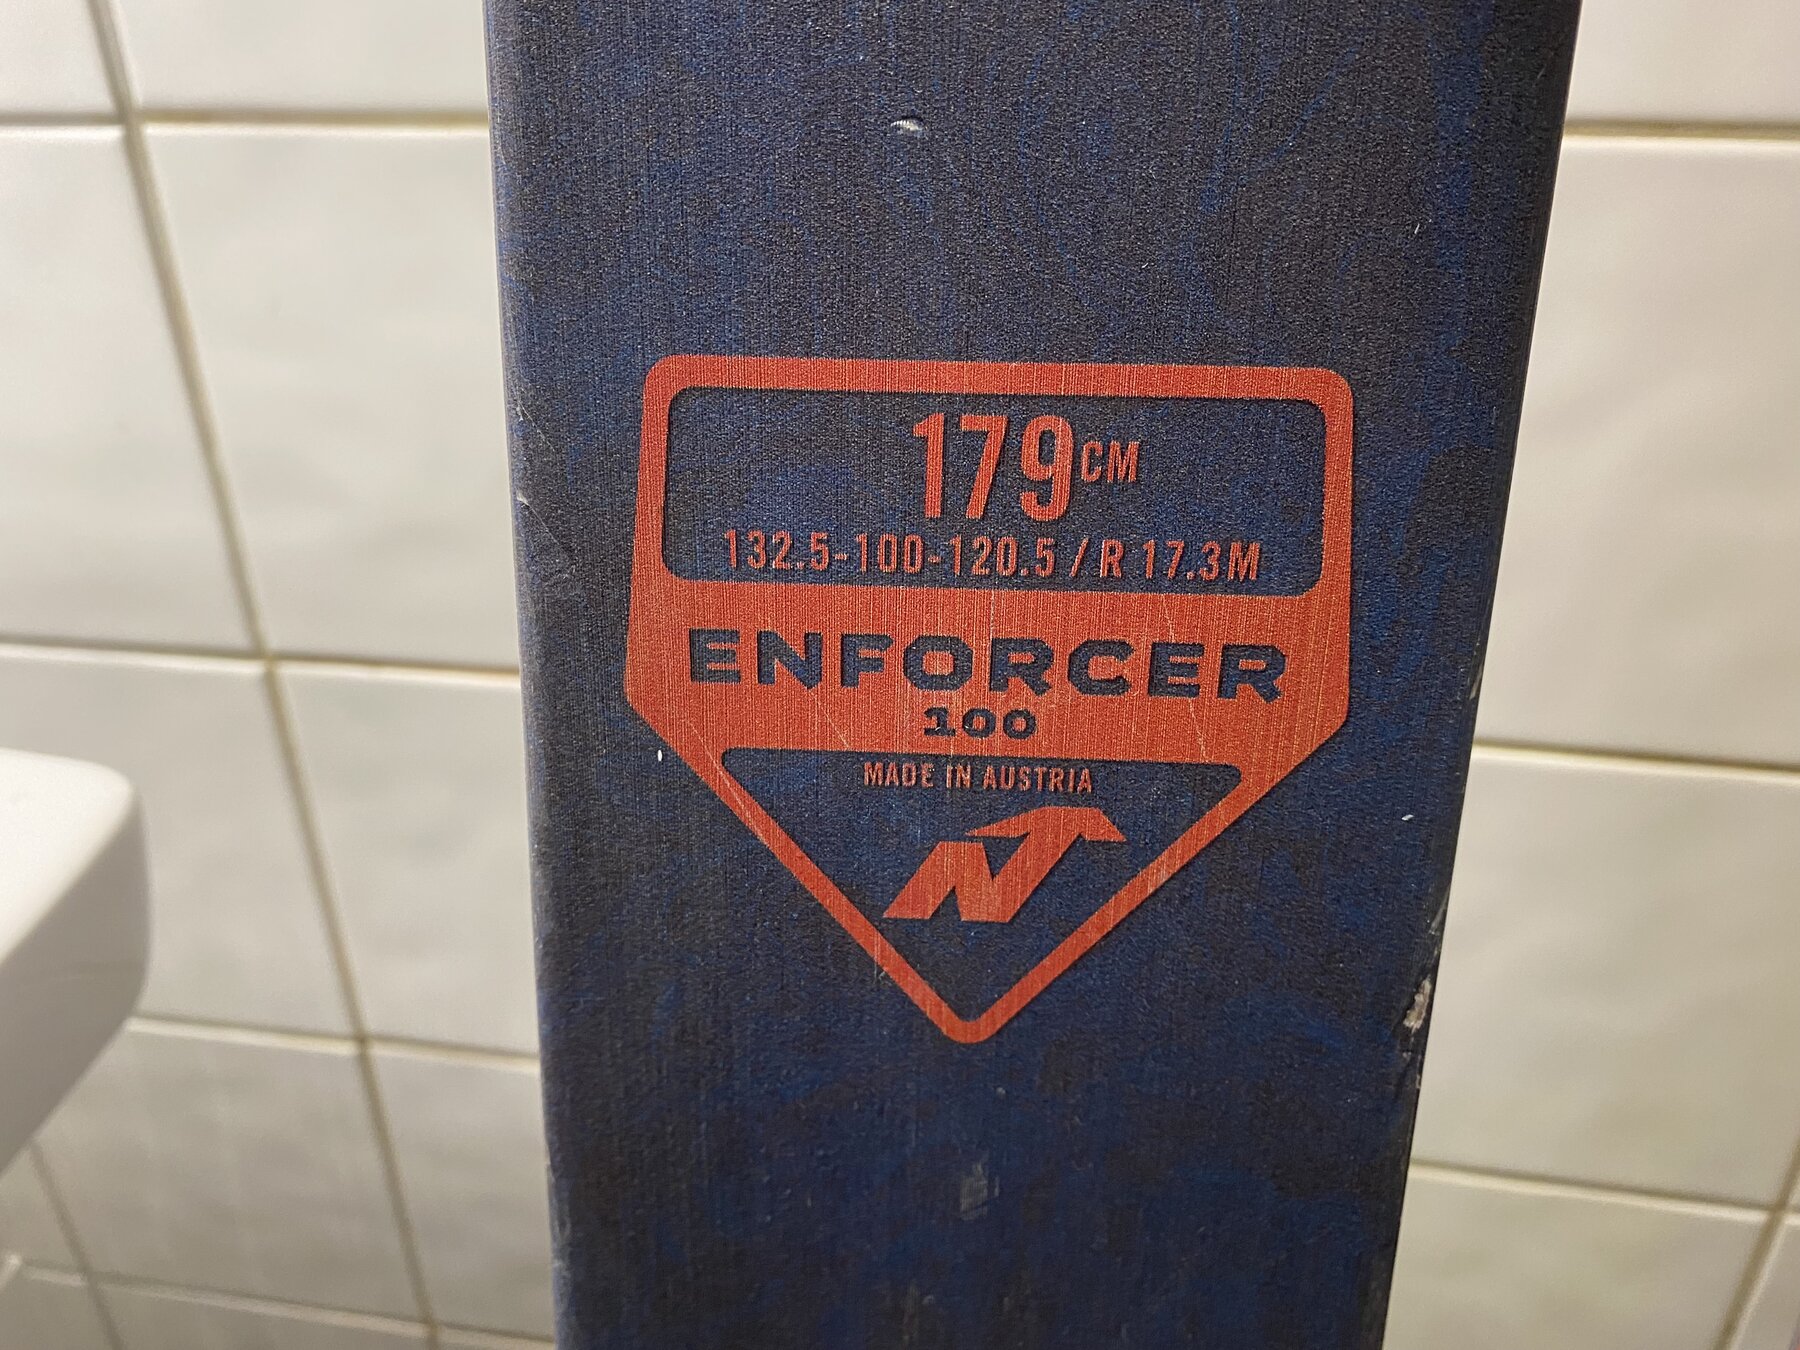 179CM
132.5-100-120.5 / R 17.3M
ENFORCER
100
MADE IN AUSTRIA